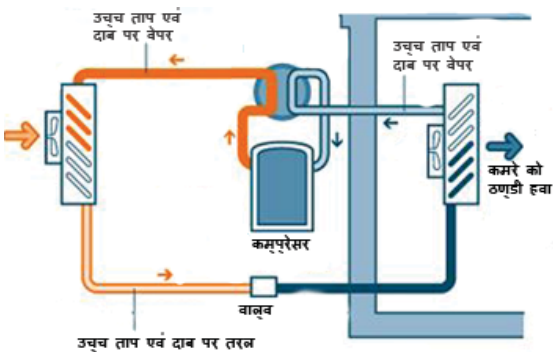 उच्च ताप एवं
दाब पर वेपर
उच्च ताप एवं
दाब पर वेपर
कमरे को
ठण्डी हवा
कम्प्रेसर
वाल्व
उच्च ताप एवं दाब पर तरल